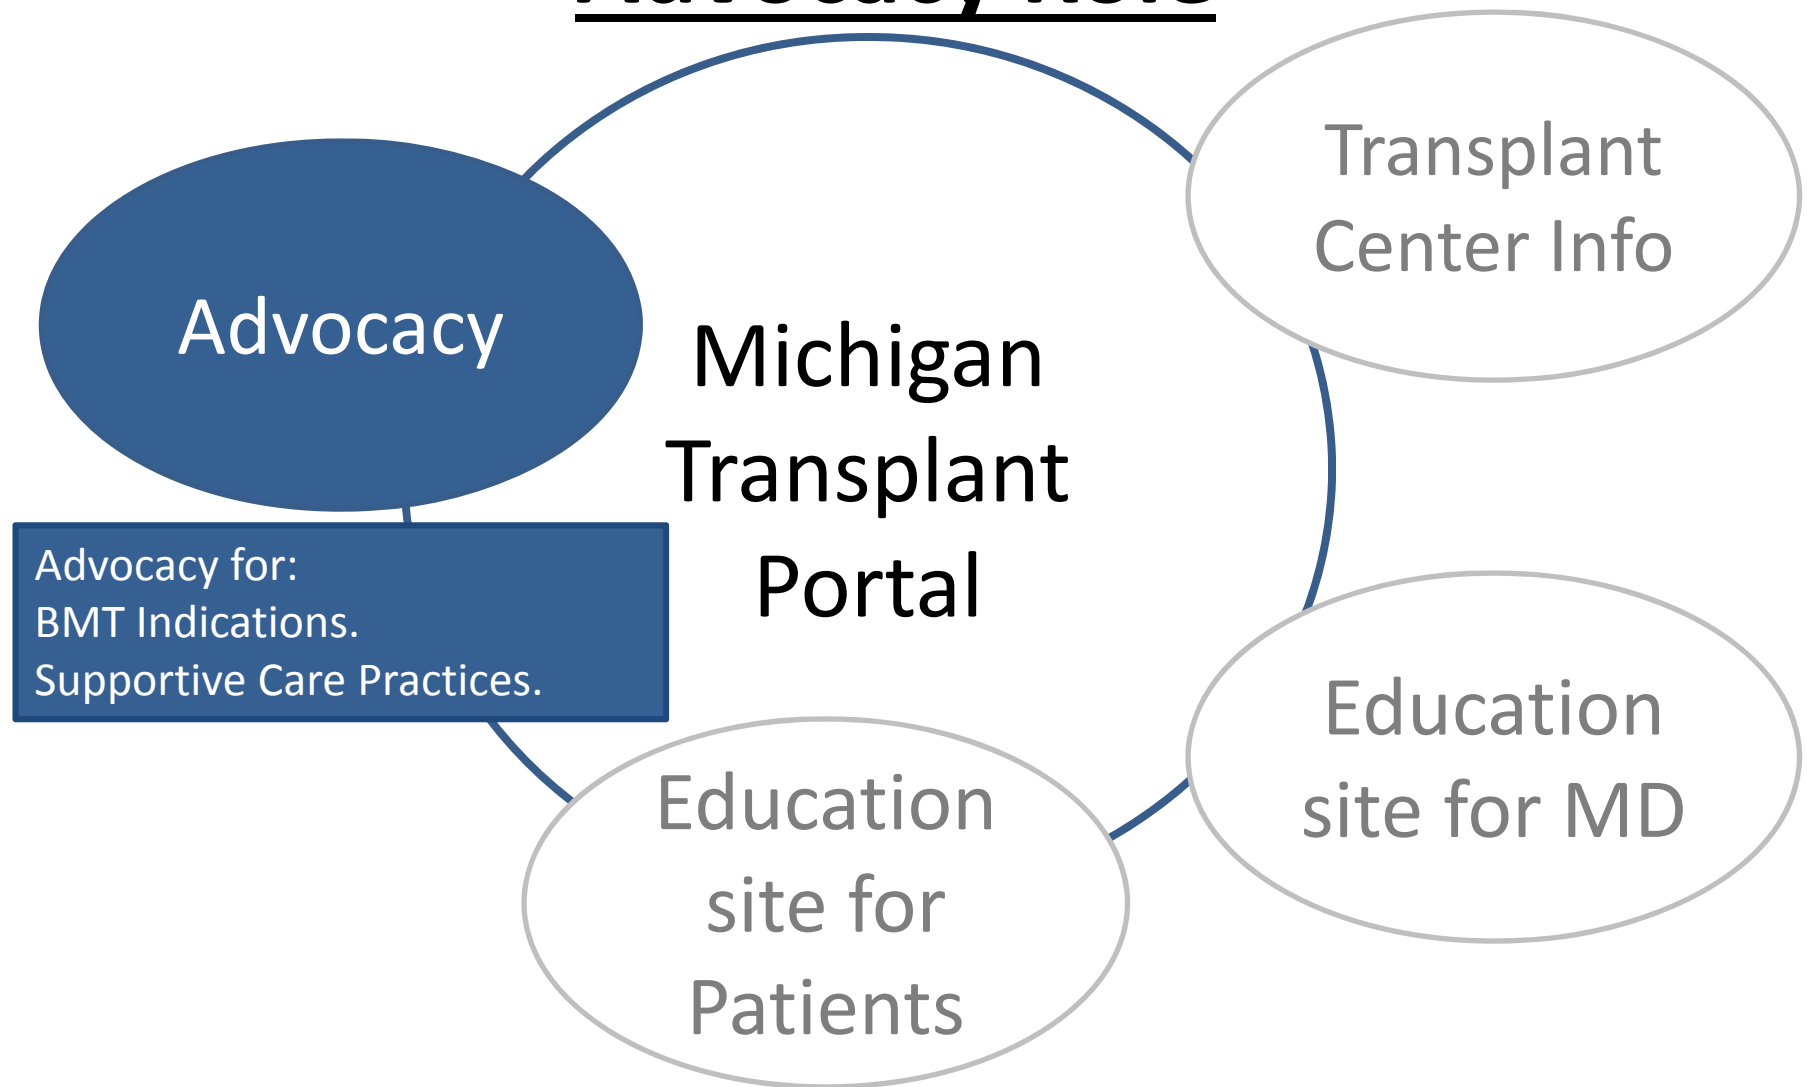 Advocacy
Transplant
Center Info
Michigan
Transplant
Portal
Advocacy for:
BMT Indications.
Supportive Care Practices.
Education
site for MD
Education
site for
Patients